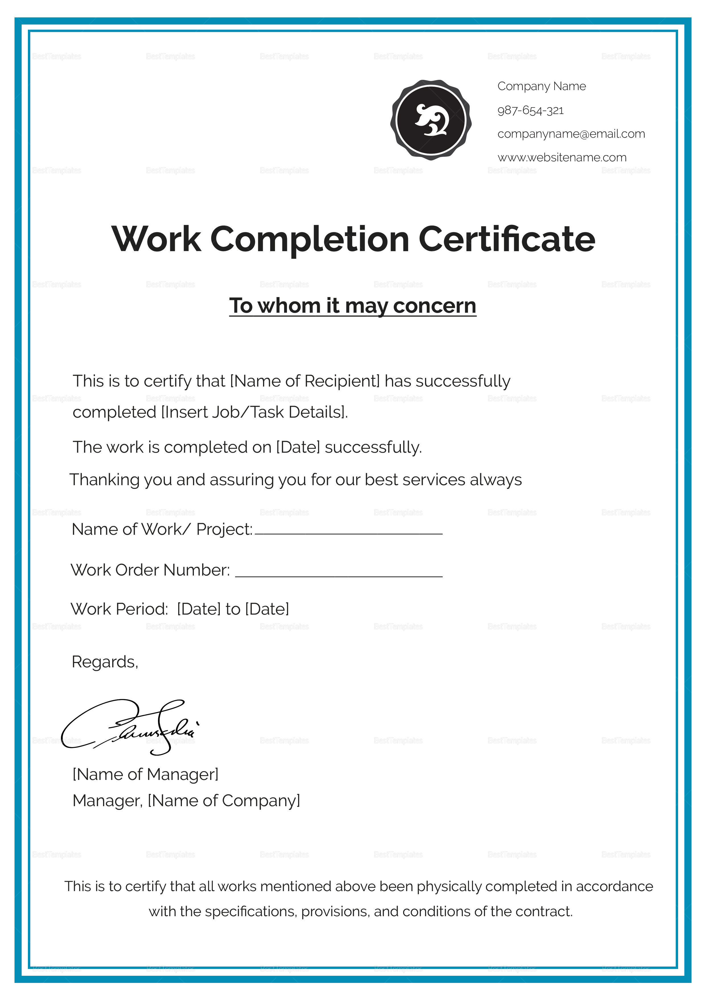 Company Name
987-654-321
companyname@email.com
www.websitename.com
Work Completion Certificate
To whom it may concern
This is to certify that [Name of Recipient] has successfully
completed [Insert Job/Task Details].
The work is completed on [Date] successfully.
Thanking you and assuring you for our best services always
Name of Work/ Project:
Work Order Number:
Work Period: [Date] to [Date]
Regards,
[Name of Manager]
Manager, [Name of Company]
This is to certify that all works mentioned above been physically completed in accordance
with the specifications, provisions, and conditions of the contract.
BestTemplates